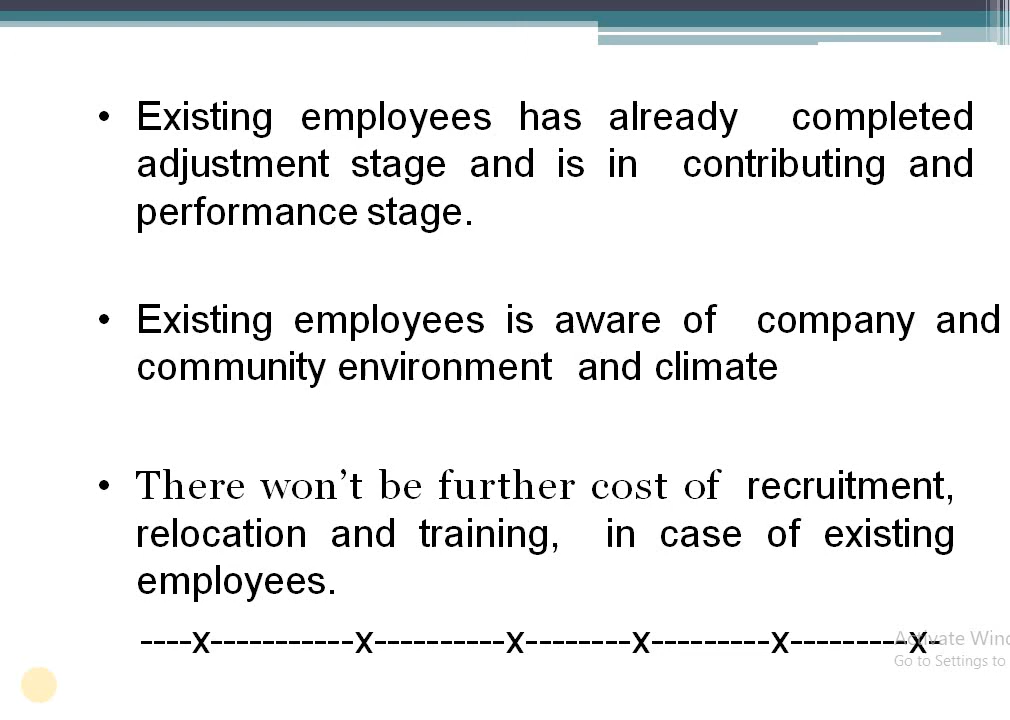 • Existing employees has already completed
adjustment stage and is in contributing and
performance stage.
• Existing employees is aware of company and
community environment and climate
• There won’t be further cost of recruitment,
relocation and training, in case of existing
employees.
----x-----------x----------x--------x---------x---------x-
Activate Wind
Go to Settings to